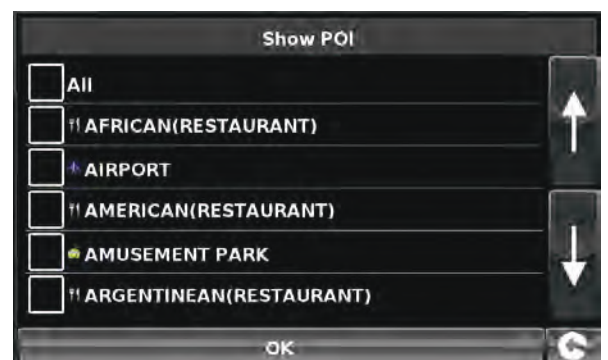 Show POI
All
AFRICAN(RESTAURANT)
AIRPORT
AMERICAN(RESTAURANT)
AMUSEMENT PARK
ARGENTINEAN(RESTAURANT)
OK